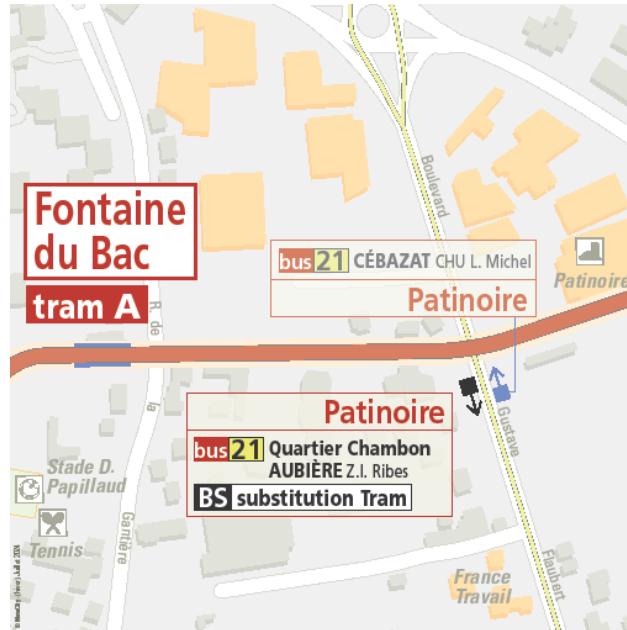 Fontaine
du Bac
tram A
bus 21 CÉBAZAT CHU L. Michel
Patinoire
Patinoire
R. de
la
Gantière
Boulevard
Gustave
Flaubert
Patinoire
bus 21 Quartier Chambon
AUBIÈRE Z.I. Ribes
BS substitution Tram
Stade D.
Papillaud
Tennis
France
Travail